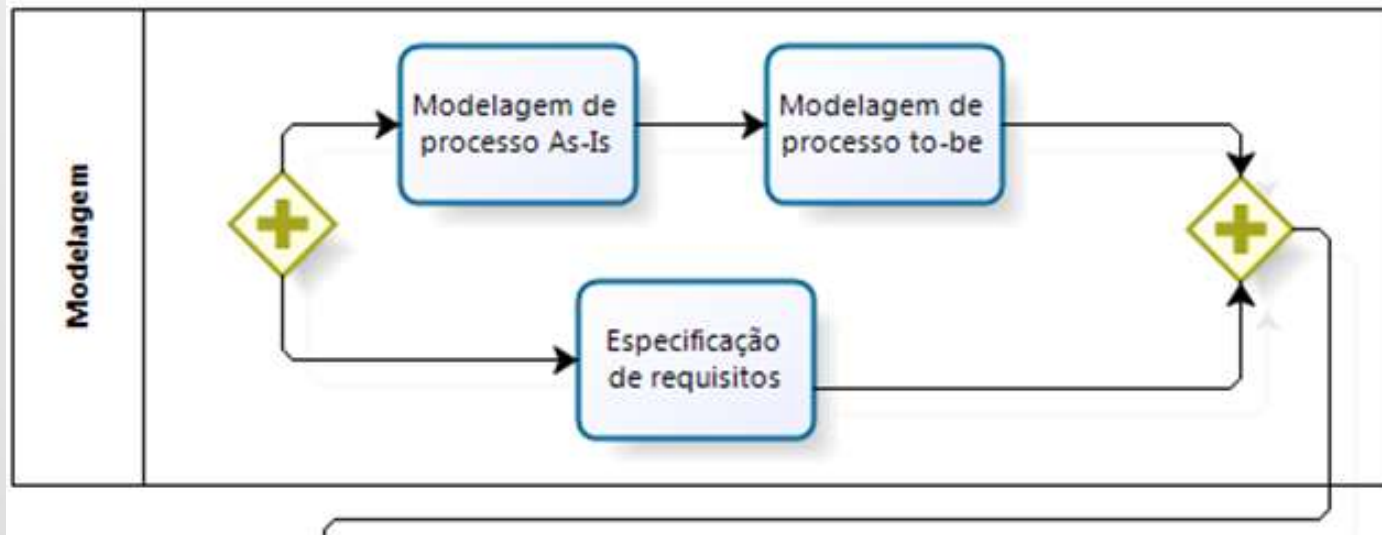 Modelagem
Modelagem de
processo As-Is
Modelagem de
processo to-be
Especificação
de requisitos